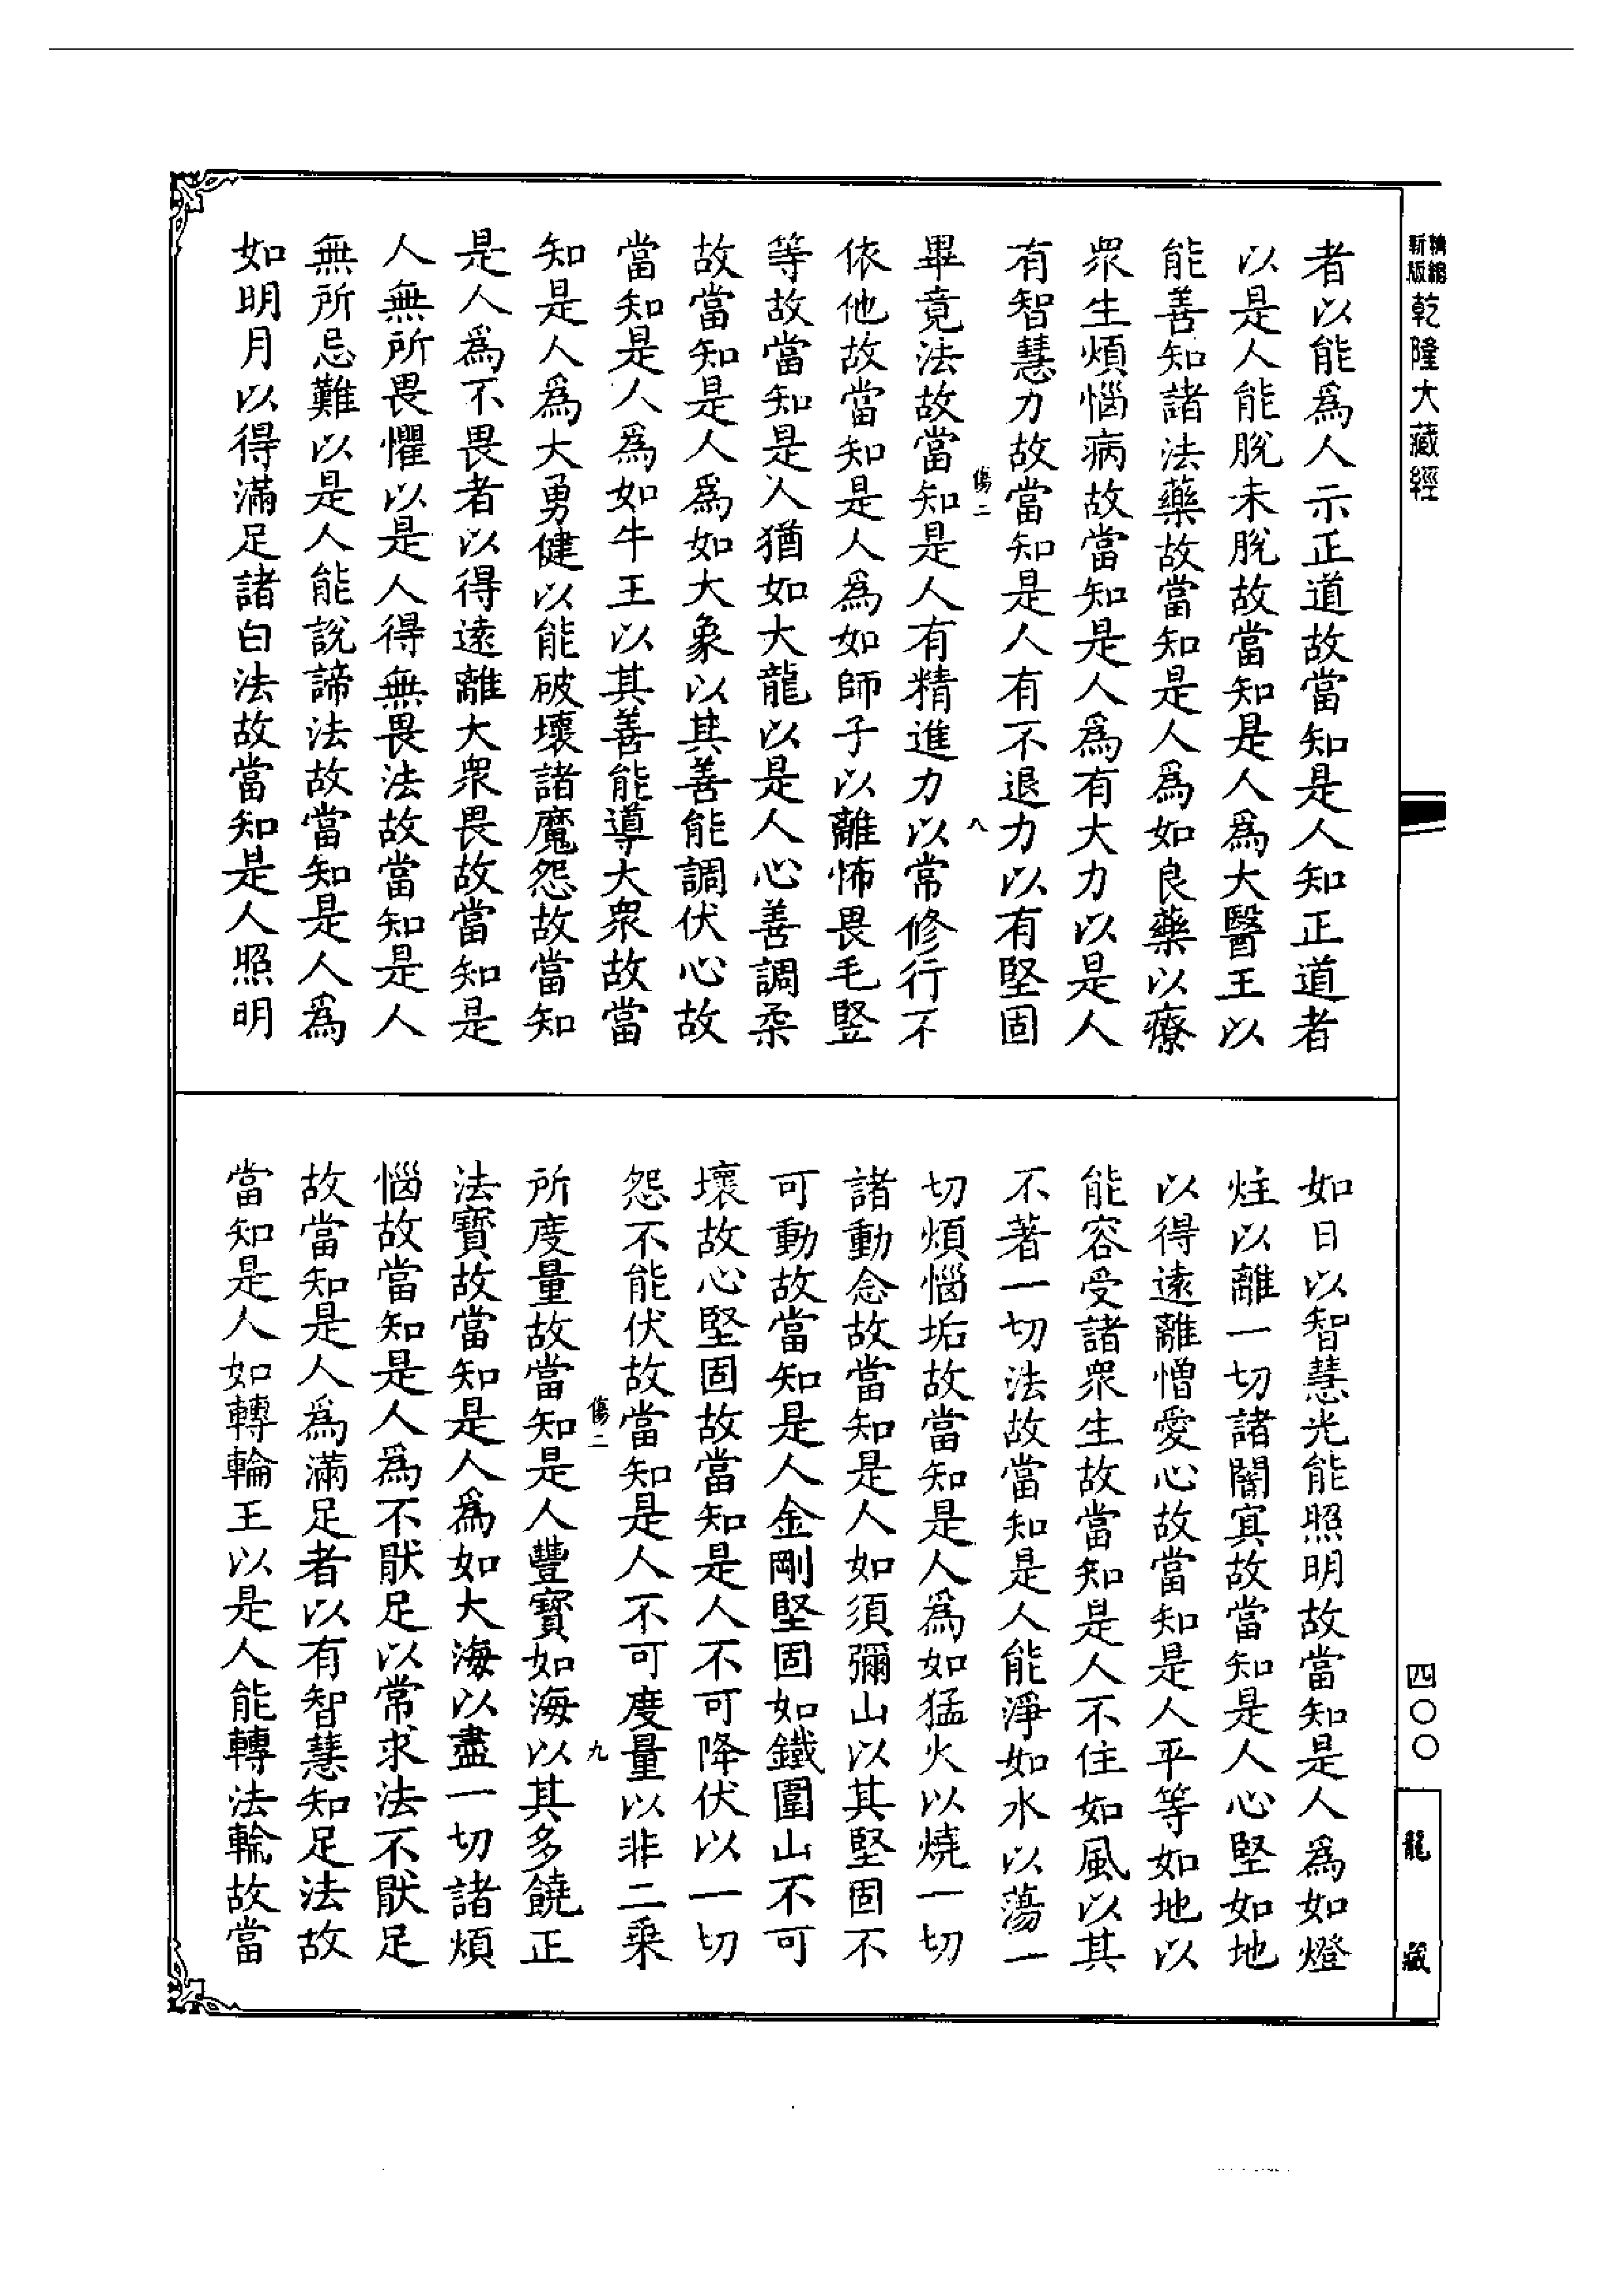 新版
精縮
乾隆大藏經
者以能為人示正道故當知是人知正道者
以是人能脫未脫故當知是人為大醫王以
能善知諸法藥故當知是人為如良藥以療
眾生煩惱病故當知是人為有大力以是人
有智慧力故當知是人有不退力以有堅固
傷二
八
畢竟法故當知是人有精進力以常修行不
依他故當知是人為如師子以離怖畏毛豎
等故當知是人猶如大龍以是人心善調柔
故當知是人為如大象以其善能調伏心故
當知是人為如牛王以其善能導大眾故當
知是人為大勇健以能破壞諸魔怨故當知
是人為不畏者以得遠離大眾畏故當知是
人無所畏懼以是人得無畏法故當知是人
無所忌難以是人能說諦法故當知是人為
如明月以得滿足諸白法故當知是人照明
如日以智慧光能照明故當知是人為如燈
炷以離一切諸闇冥故當知是人心堅如地
以得遠離憎愛心故當知是人平等如地以
能容受諸眾生故當知是人不住如風以其
不著一切法故當知是人能淨如水以蕩一
切煩惱垢故當知是人為如猛火以燒一切
諸動念故當知是人如須彌山以其堅固不
可動故當知是人金剛堅固如鐵圍山不可
壞故心堅固故當知是人不可降伏以一切
怨不能伏故當知是人不可度量以非二乘
傷二
九
所度量故當知是人豐寶如海以其多饒正
法寶故當知是人為如大海以盡一切諸煩
惱故當知是人為不猒足以常求法不猒足
故當知是人為滿足者以有智慧知足法故
當知是人如轉輪王以是人能轉法輪故當
四〇〇
龍藏